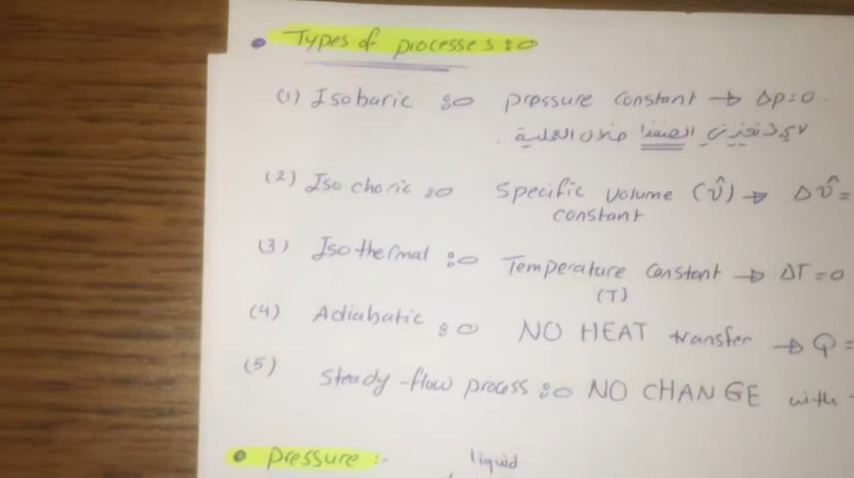 Types of processes :-
(1) Isobaric :- pressure constant → ΔP=0.
لا يحدث تغير في الضغط خلال العملية.
(2) Isochoric :- Specific Volume (v̂) → Δv̂=
constant
(3) Isothermal :- Temperature constant → ΔT=0
(T)
(4) Adiabatic :- NO HEAT transfer → Q=
(5) Steady-flow process :- NO CHANGE with
pressure :-
liquid